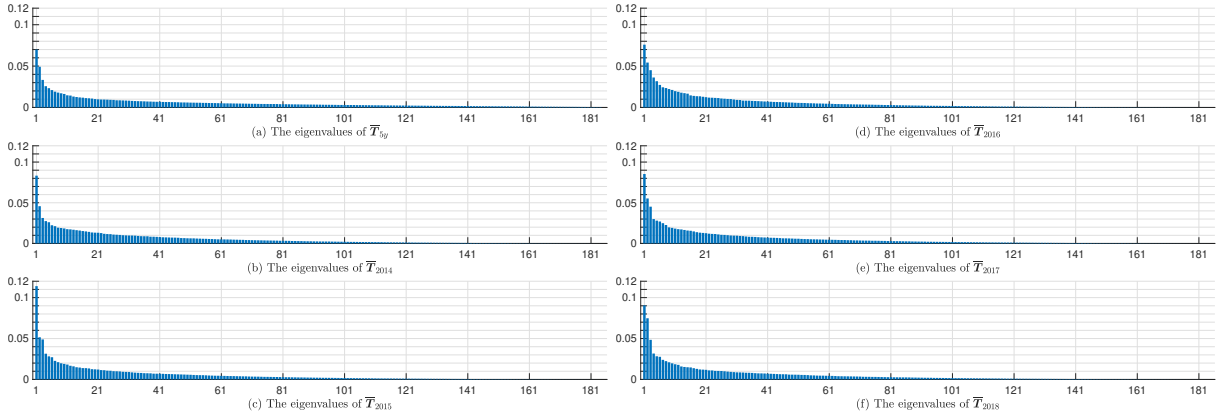 0.12
0.1
0.05
0
1 21 41 61 81 101 121 141 161 181
(a) The eigenvalues of T̅5y
0.12
0.1
0.05
0
1 21 41 61 81 101 121 141 161 181
(b) The eigenvalues of T̅2014
0.12
0.1
0.05
0
1 21 41 61 81 101 121 141 161 181
(c) The eigenvalues of T̅2015
0.12
0.1
0.05
0
1 21 41 61 81 101 121 141 161 181
(d) The eigenvalues of T̅2016
0.12
0.1
0.05
0
1 21 41 61 81 101 121 141 161 181
(e) The eigenvalues of T̅2017
0.12
0.1
0.05
0
1 21 41 61 81 101 121 141 161 181
(f) The eigenvalues of T̅2018